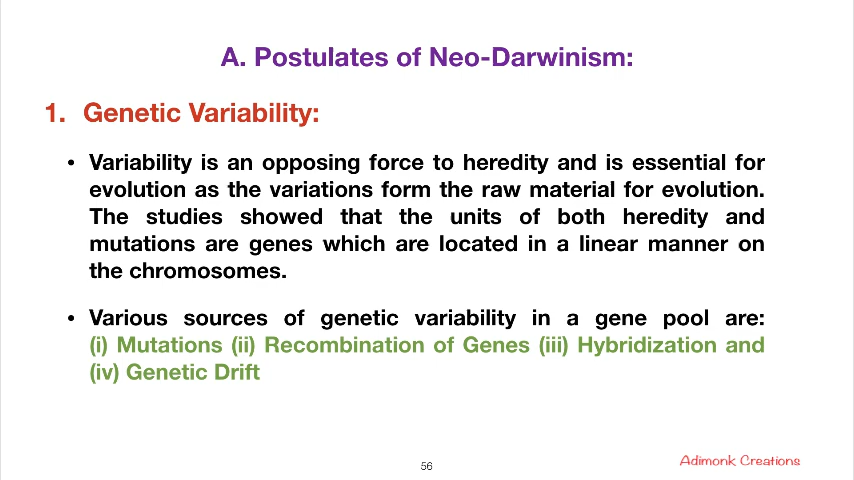 A. Postulates of Neo-Darwinism:
1. Genetic Variability:
• Variability is an opposing force to heredity and is essential for
evolution as the variations form the raw material for evolution.
The studies showed that the units of both heredity and
mutations are genes which are located in a linear manner on
the chromosomes.
• Various sources of genetic variability in a gene pool are:
(i) Mutations (ii) Recombination of Genes (iii) Hybridization and
(iv) Genetic Drift
56
Adimonk Creations